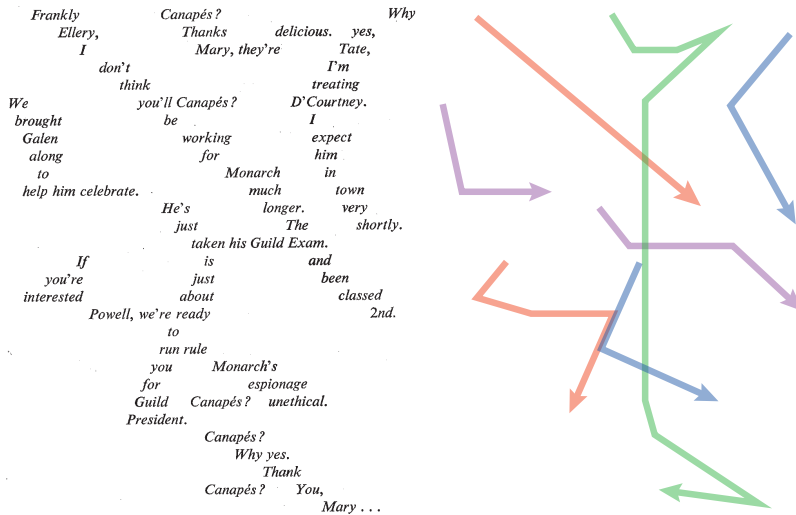 Frankly Canapés? Why
Ellery, Thanks delicious. yes,
I Mary, they're Tate,
don't I'm
think treating
We you'll Canapés? D'Courtney.
brought be I
Galen working expect
along for him
to Monarch in
help him celebrate. much town
He's longer. very
just The shortly.
taken his Guild Exam.
If is and
you're just been
interested about classed
Powell, we're ready 2nd.
to
run rule
you Monarch's
for espionage
Guild Canapés? unethical.
President.
Canapés?
Why yes.
Thank
Canapés? You,
Mary . . .